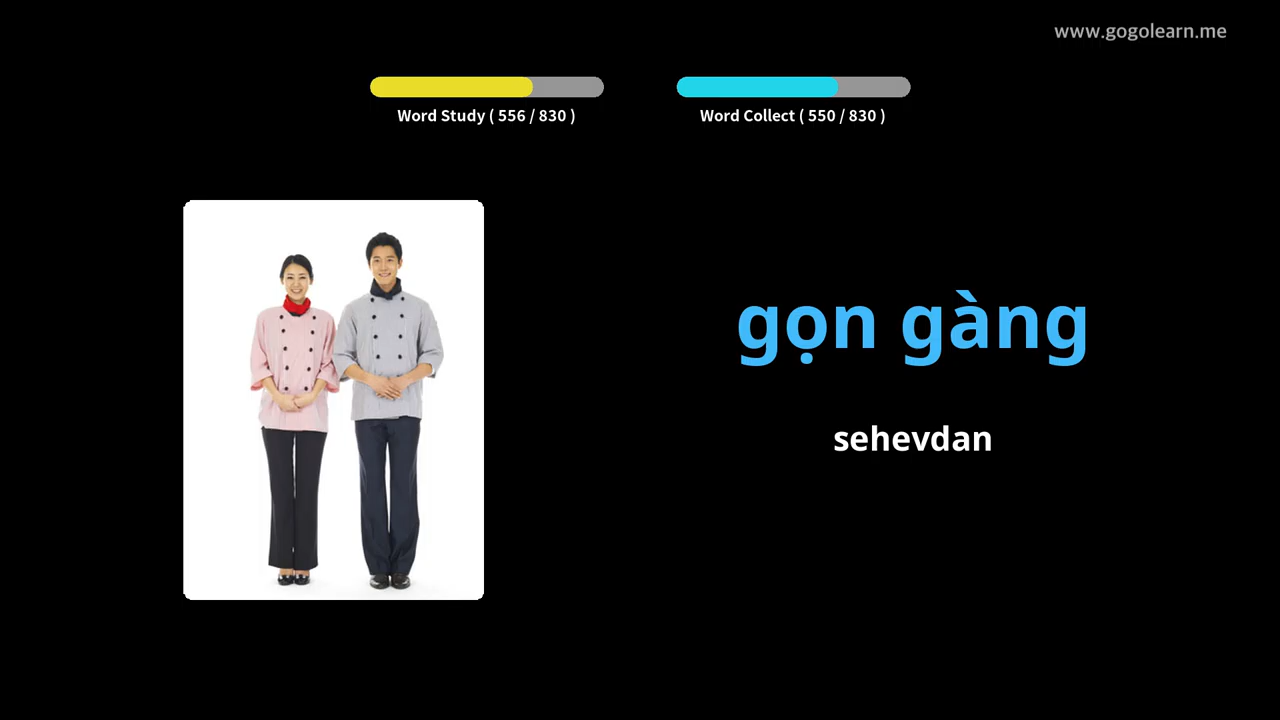 www.gogolearn.me
Word Study ( 556 / 830 )
Word Collect ( 550 / 830 )
gọn gàng
sehevdan